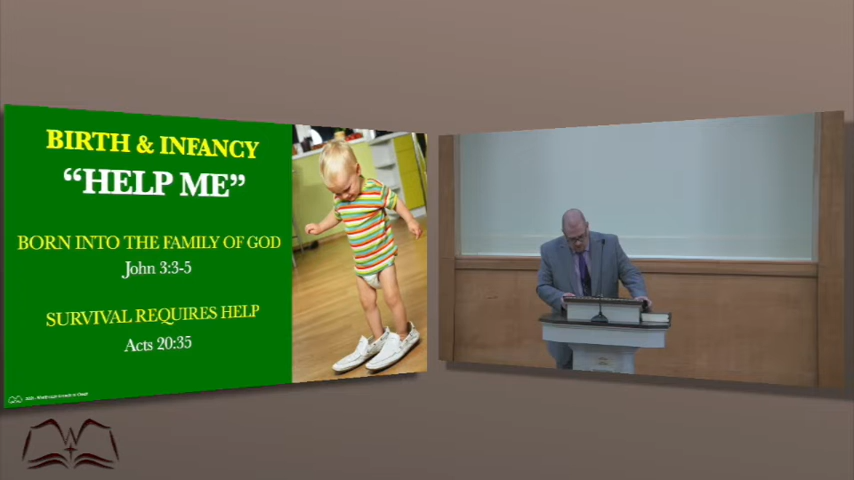 BIRTH & INFANCY
“HELP ME”
BORN INTO THE FAMILY OF GOD
John 3:3-5
SURVIVAL REQUIRES HELP
Acts 20:35